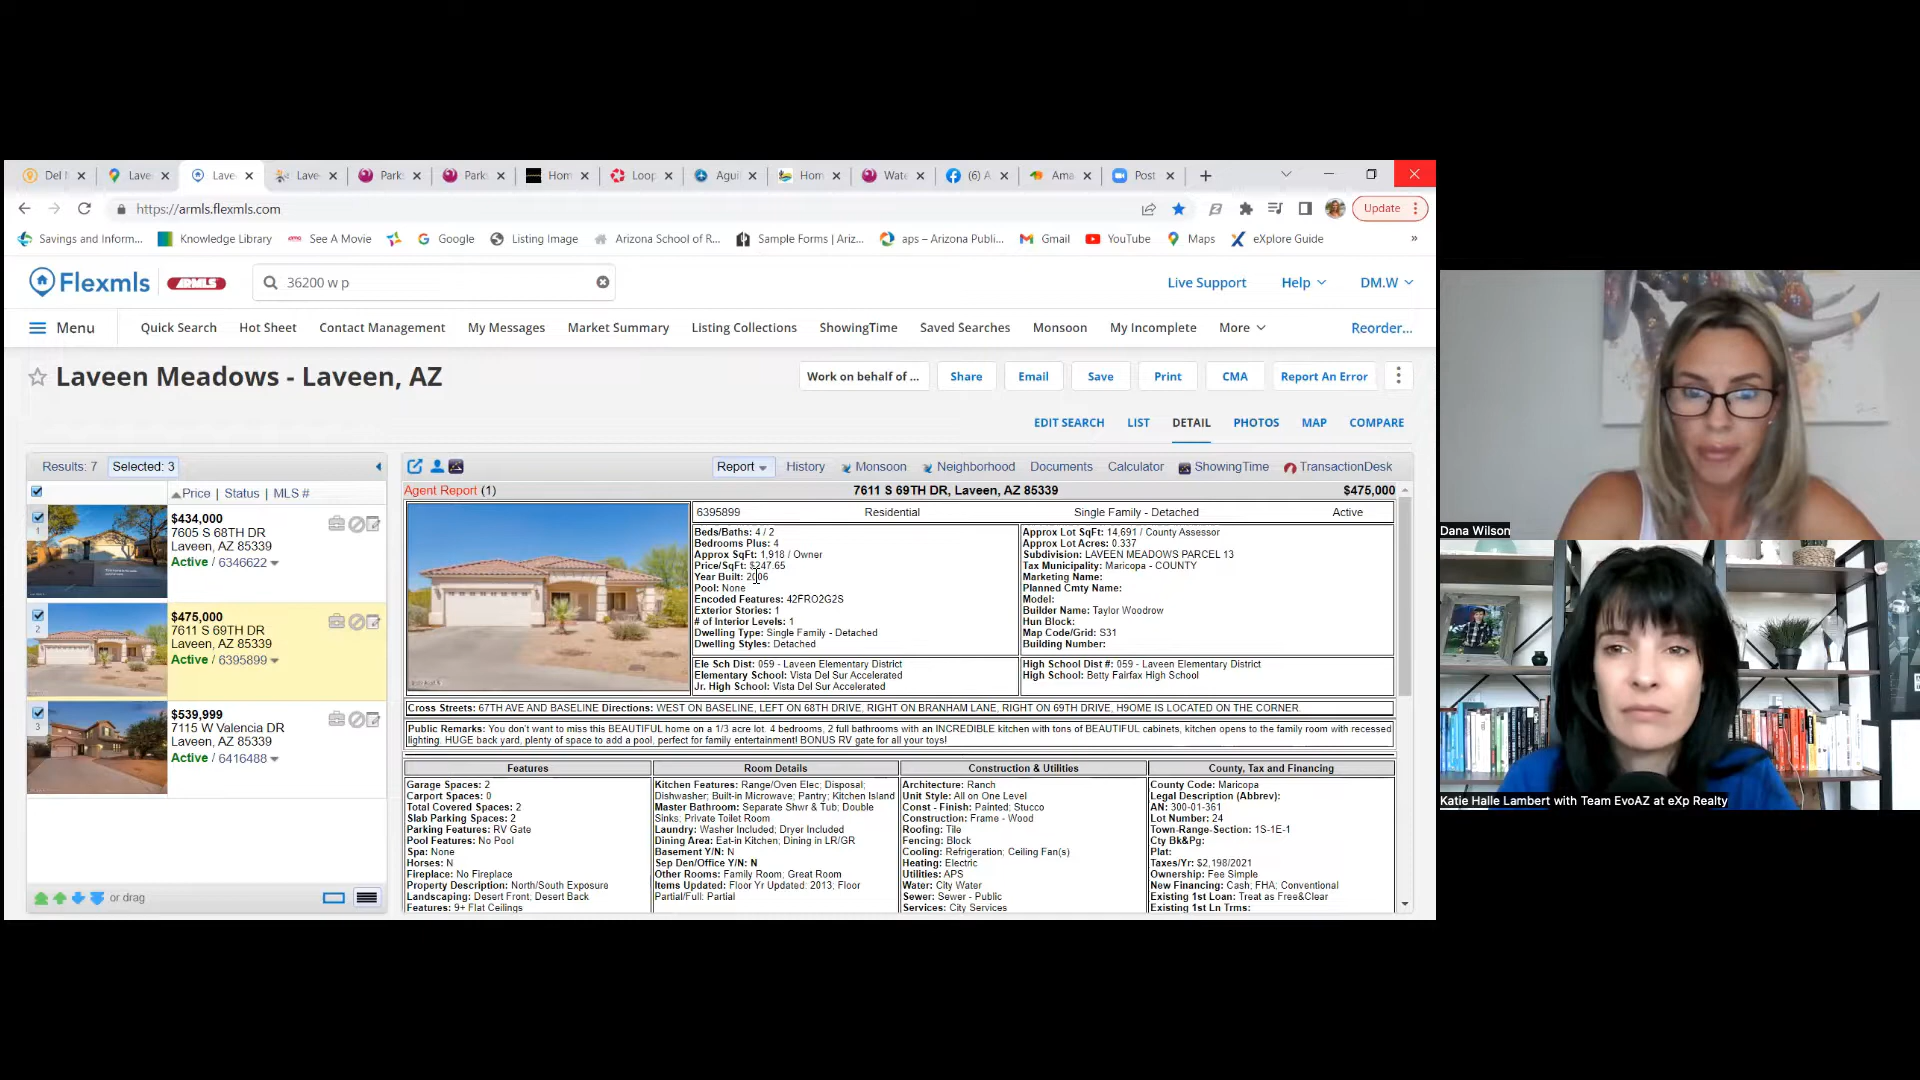 Del
Lave
Lave
Lave
Park
Park
Hom
Loop
Agui
Hom
Wate
(6) A
Ama
Post
https://armls.flexmls.com
Update
Savings and Inform...
Knowledge Library
See A Movie
Google
Listing Image
Arizona School of R...
Sample Forms | Ariz...
aps – Arizona Publi...
Gmail
YouTube
Maps
eXplore Guide
»
Flexmls
ARMLS
36200 w p
Live Support
Help
DM.W
Menu
Quick Search
Hot Sheet
Contact Management
My Messages
Market Summary
Listing Collections
ShowingTime
Saved Searches
Monsoon
My Incomplete
More
Reorder...
Laveen Meadows - Laveen, AZ
Work on behalf of ...
Share
Email
Save
Print
CMA
Report An Error
EDIT SEARCH
LIST
DETAIL
PHOTOS
MAP
COMPARE
Results: 7
Selected: 3
Price | Status | MLS #
1
$434,000
7605 S 68TH DR
Laveen, AZ 85339
Active / 6346622
2
$475,000
7611 S 69TH DR
Laveen, AZ 85339
Active / 6395899
3
$539,999
7115 W Valencia DR
Laveen, AZ 85339
Active / 6416488
or drag
Report
History
Monsoon
Neighborhood
Documents
Calculator
ShowingTime
TransactionDesk
Agent Report (1)
7611 S 69TH DR, Laveen, AZ 85339
$475,000
6395899
Residential
Single Family - Detached
Active
Beds/Baths: 4 / 2
Bedrooms Plus: 4
Approx SqFt: 1,918 / Owner
Price/SqFt: $247.65
Year Built: 2006
Pool: None
Encoded Features: 42FRO2G2S
Exterior Stories: 1
# of Interior Levels: 1
Dwelling Type: Single Family - Detached
Dwelling Styles: Detached
Approx Lot SqFt: 14,691 / County Assessor
Approx Lot Acres: 0.337
Subdivision: LAVEEN MEADOWS PARCEL 13
Tax Municipality: Maricopa - COUNTY
Marketing Name:
Planned Cmty Name:
Model:
Builder Name: Taylor Woodrow
Hun Block:
Map Code/Grid: S31
Building Number:
Ele Sch Dist: 059 - Laveen Elementary District
Elementary School: Vista Del Sur Accelerated
Jr. High School: Vista Del Sur Accelerated
High School Dist #: 059 - Laveen Elementary District
High School: Betty Fairfax High School
Cross Streets: 67TH AVE AND BASELINE Directions: WEST ON BASELINE, LEFT ON 68TH DRIVE, RIGHT ON BRANHAM LANE, RIGHT ON 69TH DRIVE, H9OME IS LOCATED ON THE CORNER.
Public Remarks: You don't want to miss this BEAUTIFUL home on a 1/3 acre lot. 4 bedrooms, 2 full bathrooms with an INCREDIBLE kitchen with tons of BEAUTIFUL cabinets, kitchen opens to the family room with recessed
lighting. HUGE back yard, plenty of space to add a pool, perfect for family entertainment! BONUS RV gate for all your toys!
Features
Garage Spaces: 2
Carport Spaces: 0
Total Covered Spaces: 2
Slab Parking Spaces: 2
Parking Features: RV Gate
Pool Features: No Pool
Spa: None
Horses: N
Fireplace: No Fireplace
Property Description: North/South Exposure
Landscaping: Desert Front; Desert Back
Features: 9+ Flat Ceilings
Room Details
Kitchen Features: Range/Oven Elec; Disposal;
Dishwasher; Built-in Microwave; Pantry; Kitchen Island
Master Bathroom: Separate Shwr & Tub; Double
Sinks; Private Toilet Room
Laundry: Washer Included; Dryer Included
Dining Area: Eat-in Kitchen; Dining in LR/GR
Basement Y/N: N
Sep Den/Office Y/N: N
Other Rooms: Family Room; Great Room
Items Updated: Floor Yr Updated: 2013; Floor
Partial/Full: Partial
Construction & Utilities
Architecture: Ranch
Unit Style: All on One Level
Const - Finish: Painted; Stucco
Construction: Frame - Wood
Roofing: Tile
Fencing: Block
Cooling: Refrigeration; Ceiling Fan(s)
Heating: Electric
Utilities: APS
Water: City Water
Sewer: Sewer - Public
Services: City Services
County, Tax and Financing
County Code: Maricopa
Legal Description (Abbrev):
AN: 300-01-361
Lot Number: 24
Town-Range-Section: 1S-1E-1
Cty Bk&Pg:
Plat:
Taxes/Yr: $2,198/2021
Ownership: Fee Simple
New Financing: Cash; FHA; Conventional
Existing 1st Loan: Treat as Free&Clear
Existing 1st Ln Trms:
Dana Wilson
Katie Halle Lambert with Team EvoAZ at eXp Realty